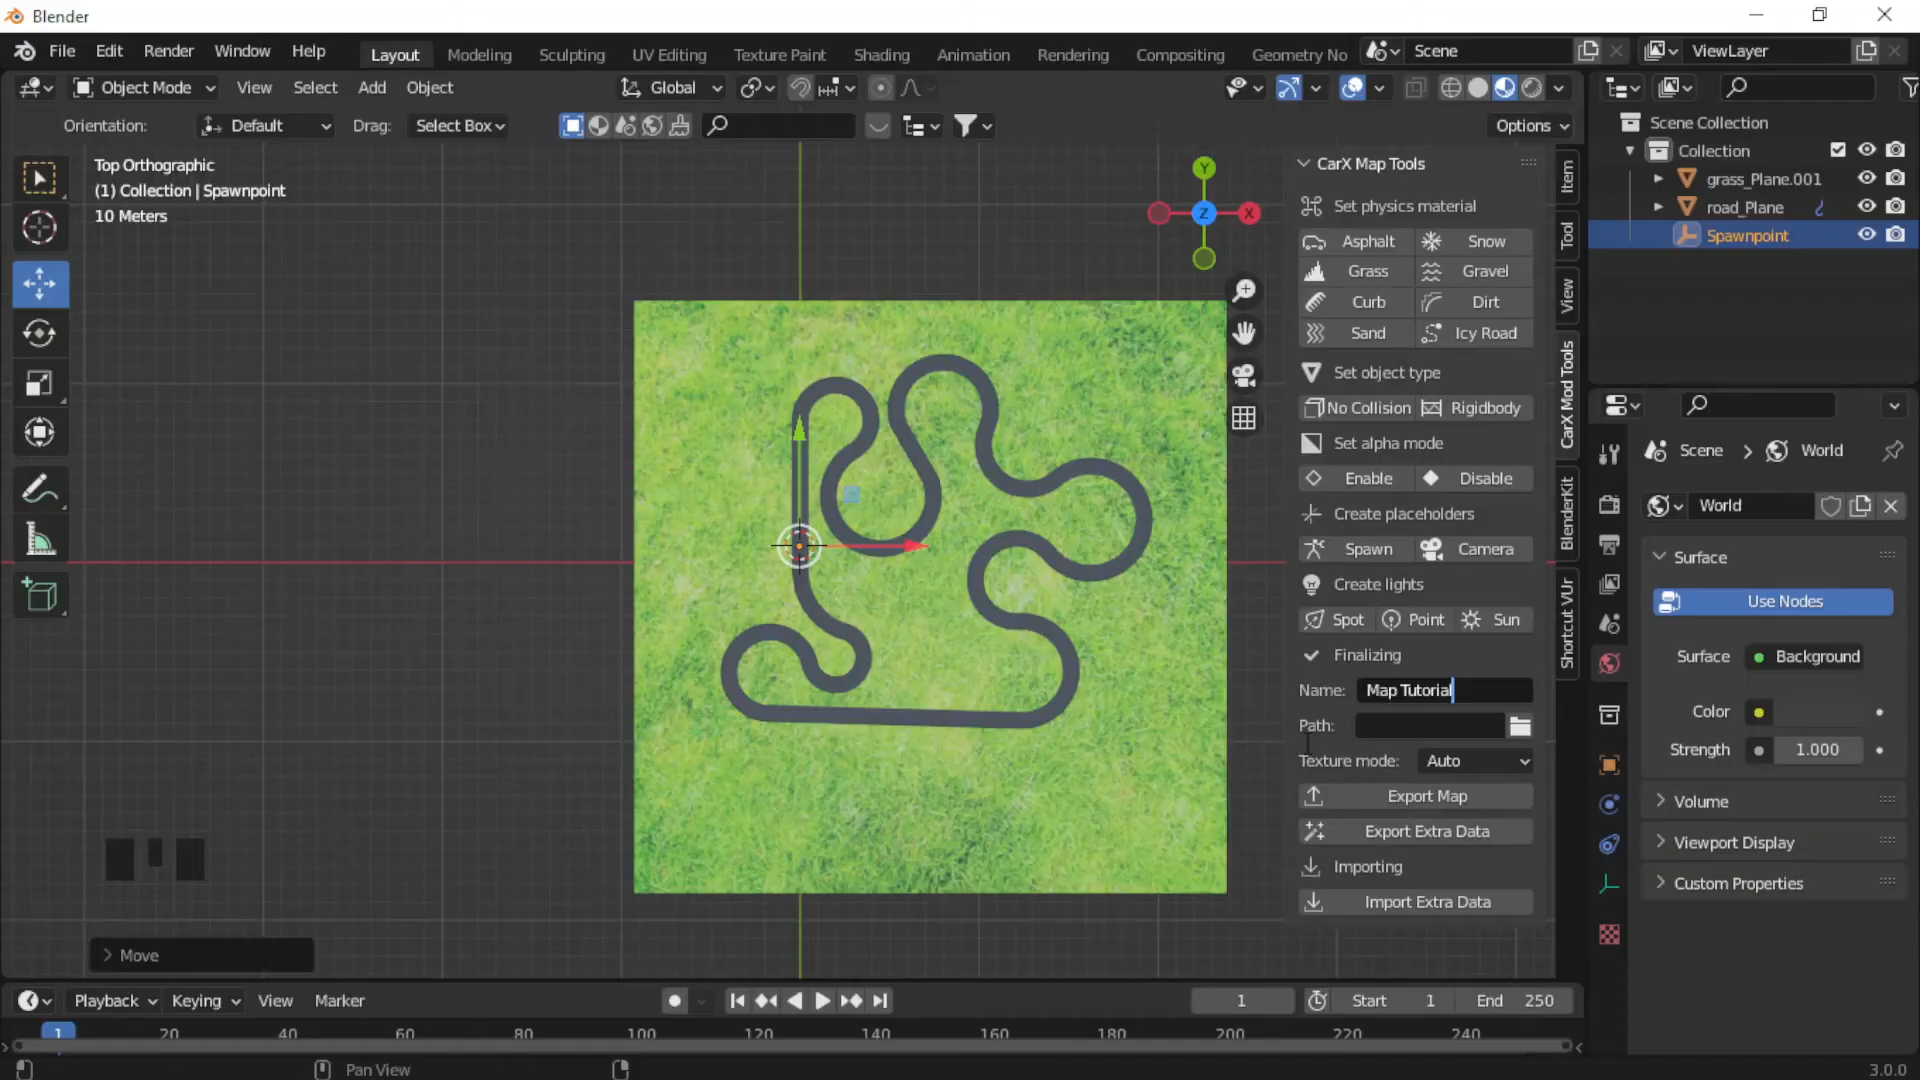 Blender
File Edit Render Window Help Layout Modeling Sculpting UV Editing Texture Paint Shading Animation Rendering Compositing Geometry No Scene ViewLayer
Object Mode View Select Add Object Global
Orientation: Default Drag: Select Box Options
Top Orthographic
(1) Collection | Spawnpoint
10 Meters
Y
X
Z
CarX Map Tools
Set physics material
Asphalt Snow
Grass Gravel
Curb Dirt
Sand Icy Road
Set object type
No Collision Rigidbody
Set alpha mode
Enable Disable
Create placeholders
Spawn Camera
Create lights
Spot Point Sun
Finalizing
Name: Map Tutorial
Path:
Texture mode: Auto
Export Map
Export Extra Data
Importing
Import Extra Data
Item
Tool
View
CarX Mod Tools
BlenderKit
Shortcut VUr
Scene Collection
Collection
grass_Plane.001
road_Plane
Spawnpoint
Scene > World
World
Surface
Use Nodes
Surface Background
Color
Strength 1.000
Volume
Viewport Display
Custom Properties
Move
Playback Keying View Marker 1 Start 1 End 250
1 20 40 60 80 100 120 140 160 180 200 220 240
Pan View 3.0.0